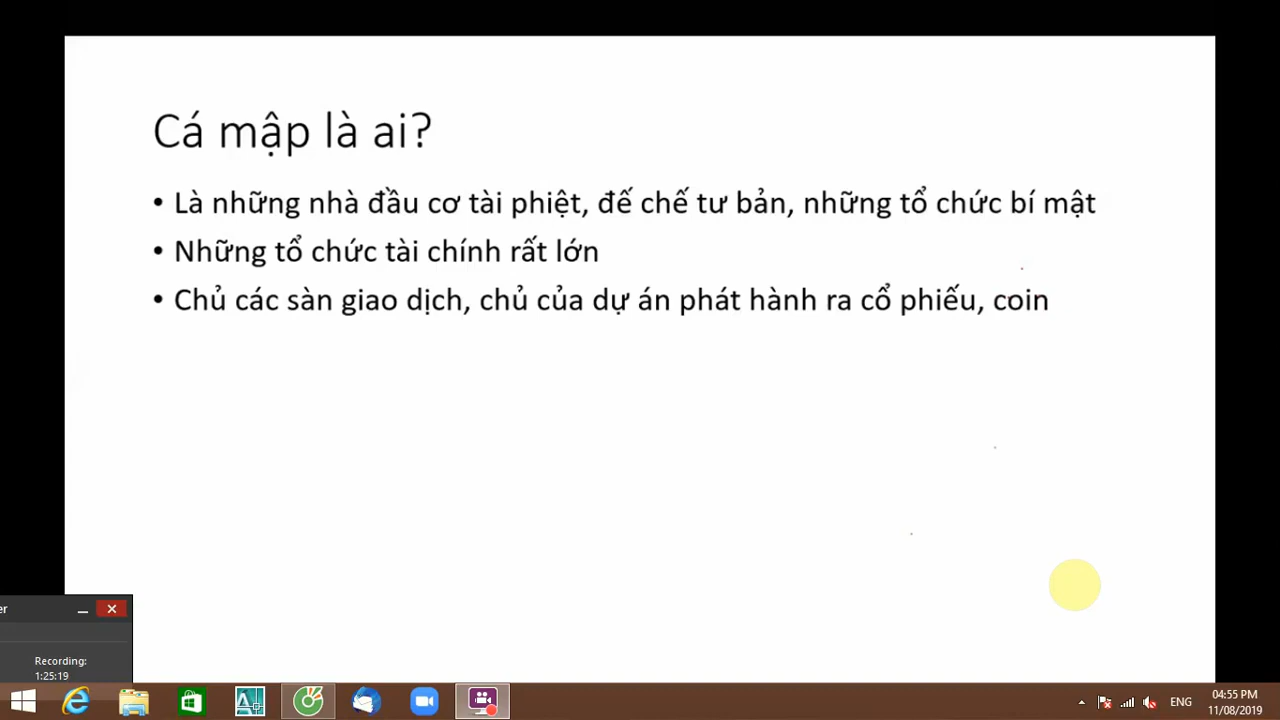 Cá mập là ai?
• Là những nhà đầu cơ tài phiệt, đế chế tư bản, những tổ chức bí mật
• Những tổ chức tài chính rất lớn
• Chủ các sàn giao dịch, chủ của dự án phát hành ra cổ phiếu, coin
er
Recording:
1:25:19
ENG
04:55 PM
11/08/2019